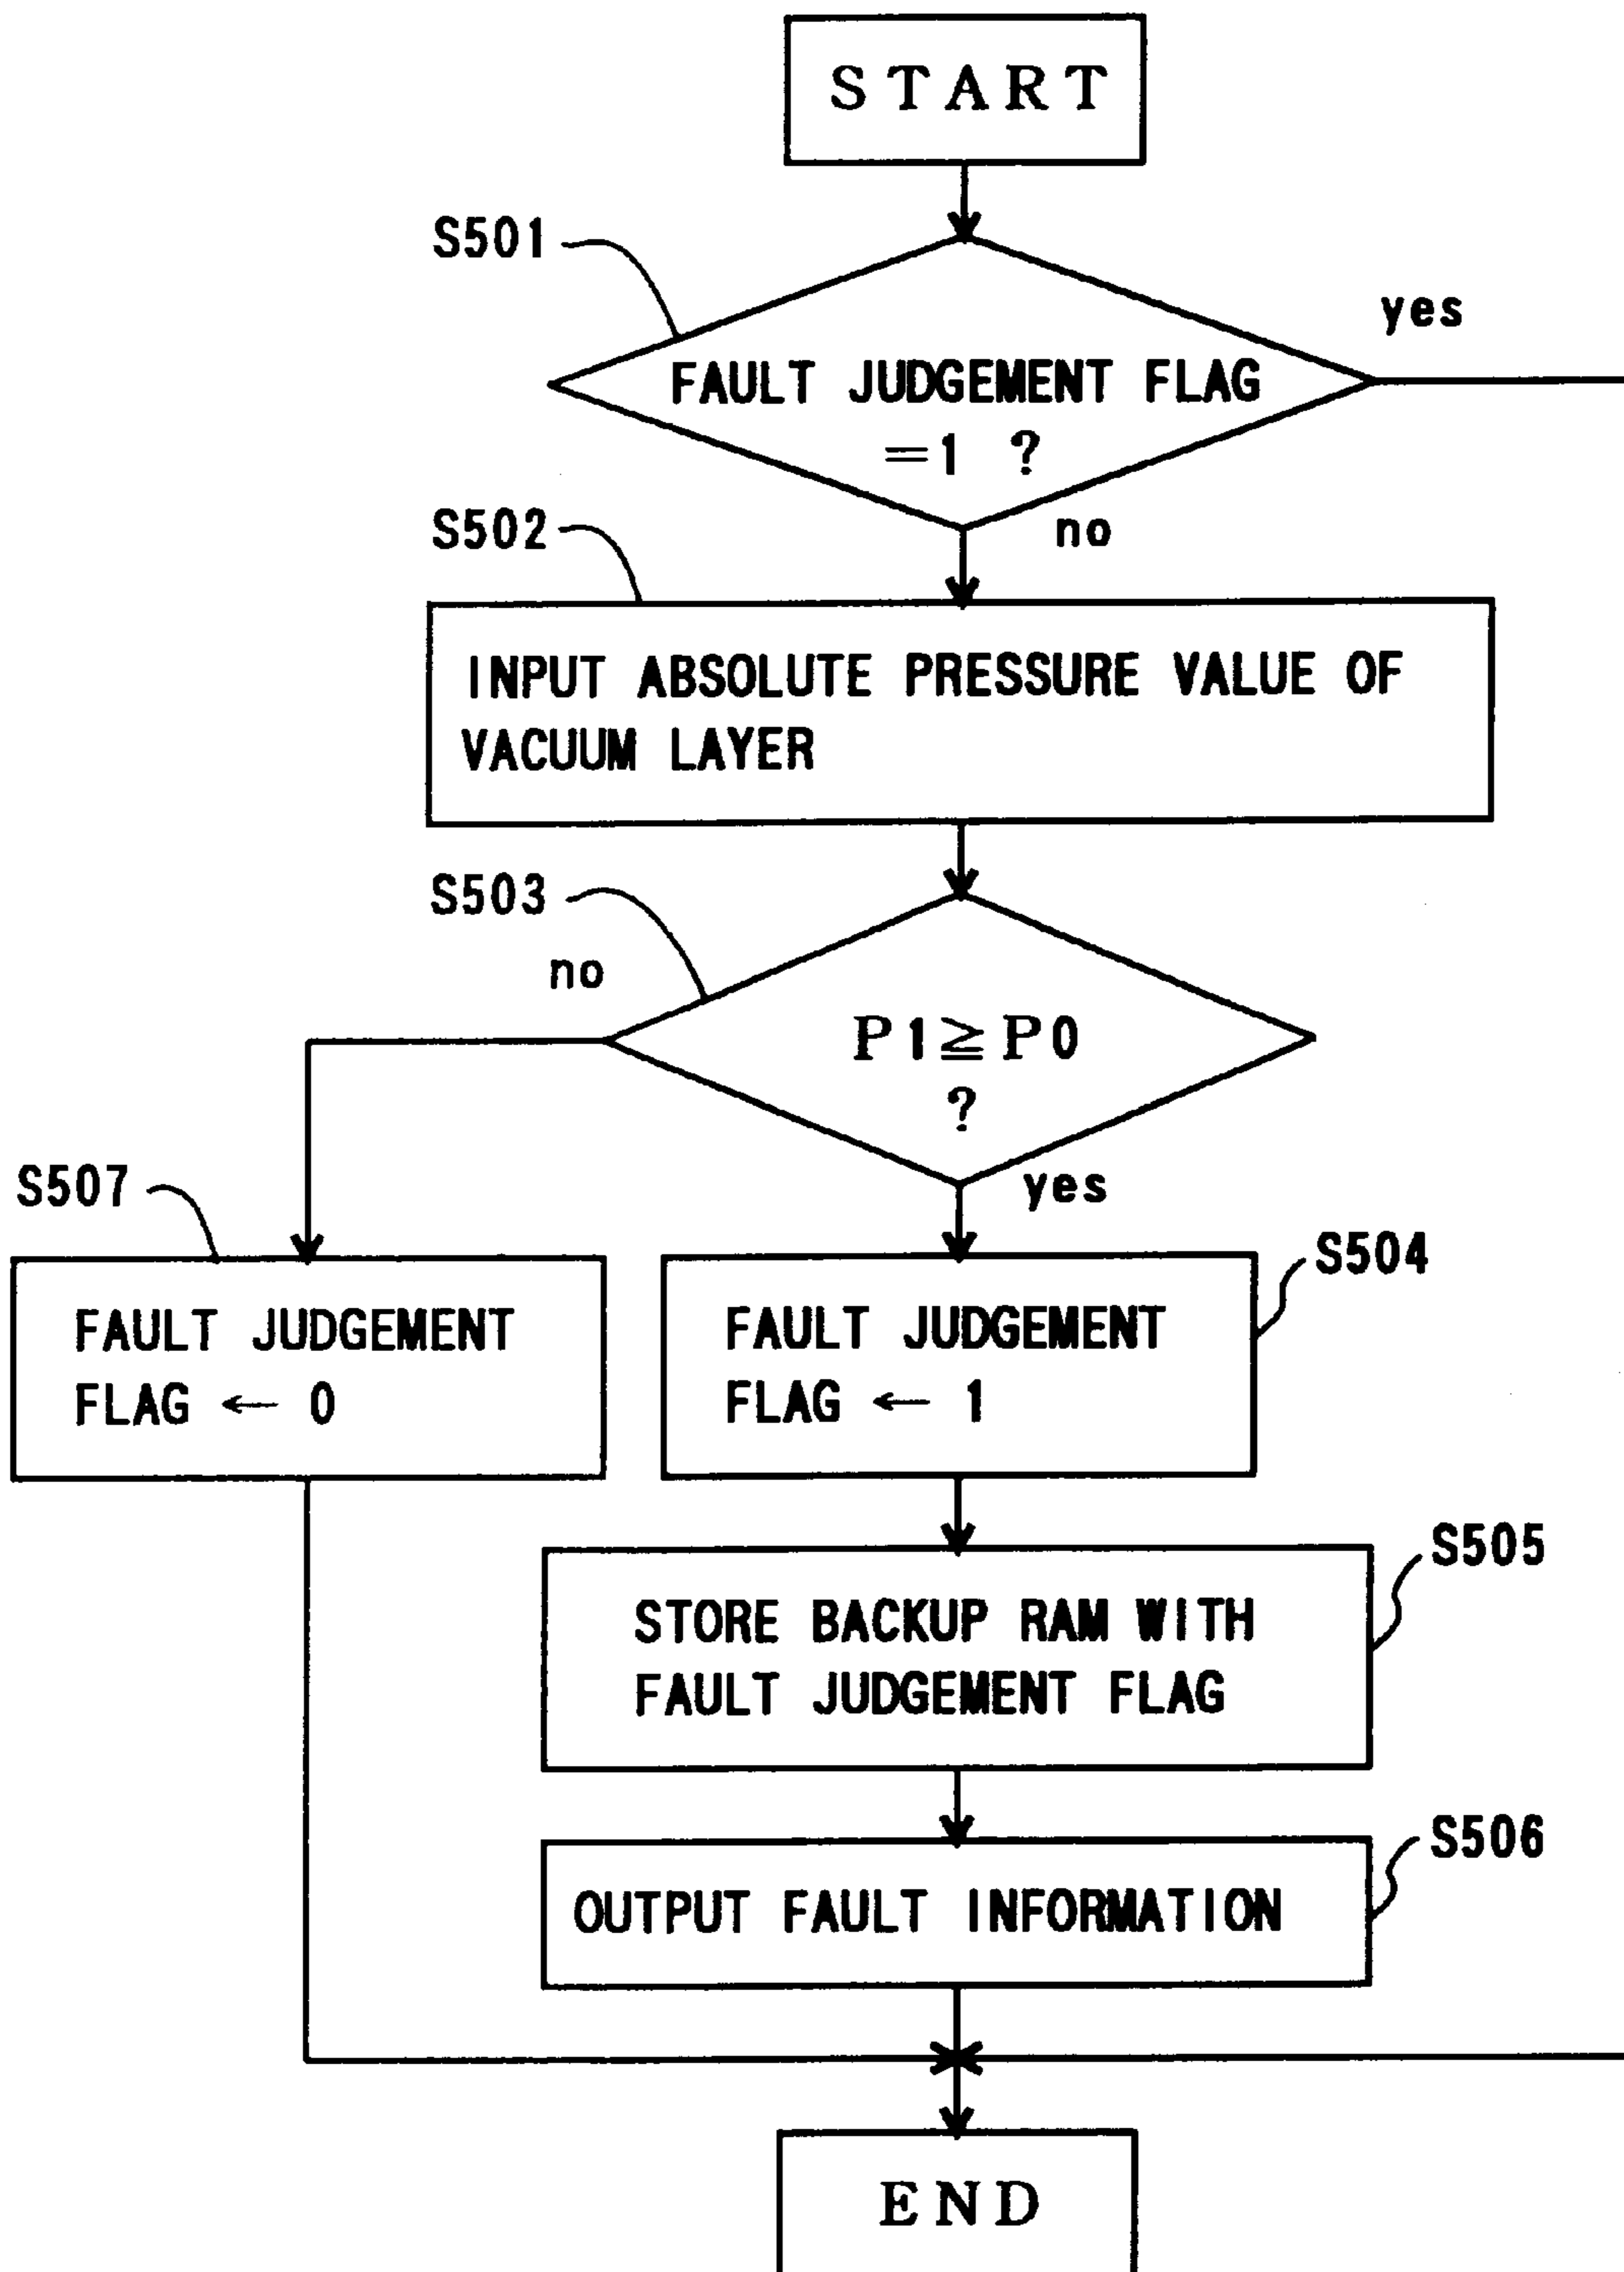 START
S501
yes
FAULT JUDGEMENT FLAG
=1 ?
no
S502
INPUT ABSOLUTE PRESSURE VALUE OF
VACUUM LAYER
S503
no
P1≧P0
?
yes
S507
S504
FAULT JUDGEMENT
FLAG ← 0
FAULT JUDGEMENT
FLAG ← 1
S505
STORE BACKUP RAM WITH
FAULT JUDGEMENT FLAG
S506
OUTPUT FAULT INFORMATION
END